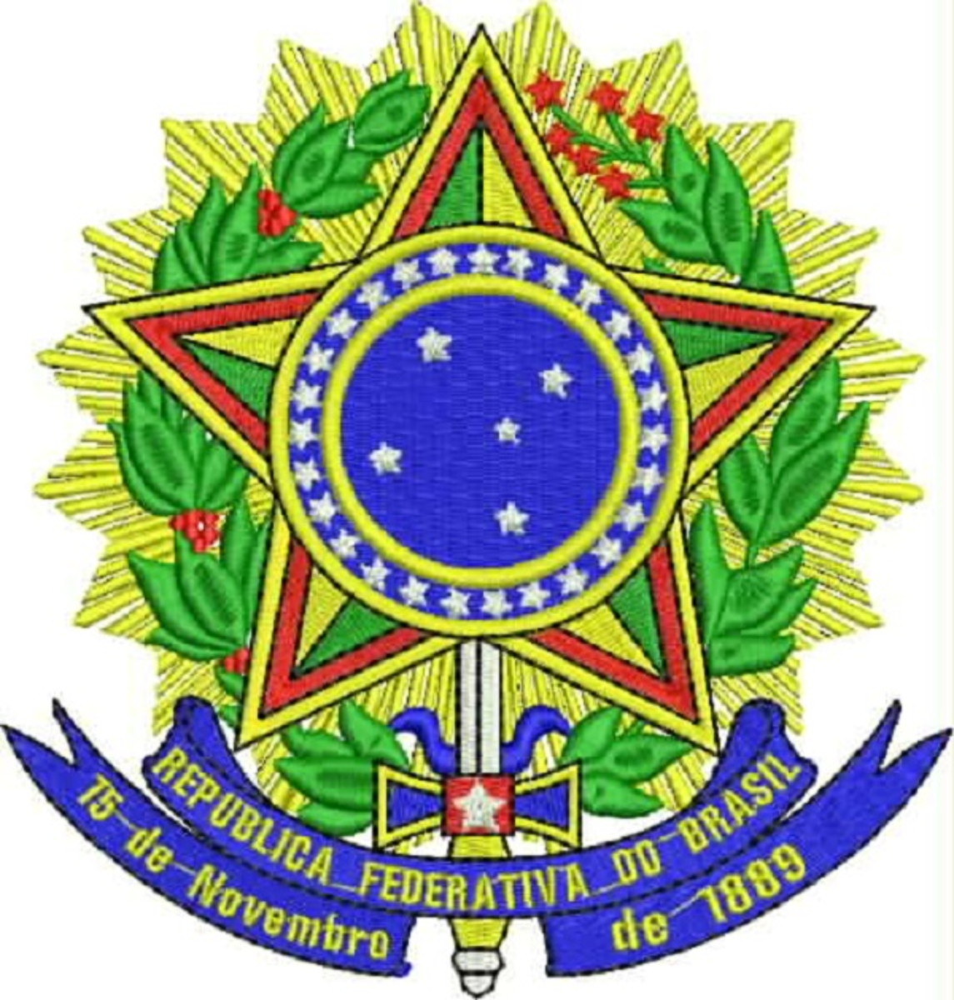 REPUBLICA FEDERATIVA DO BRASIL
15 de Novembro de 1889